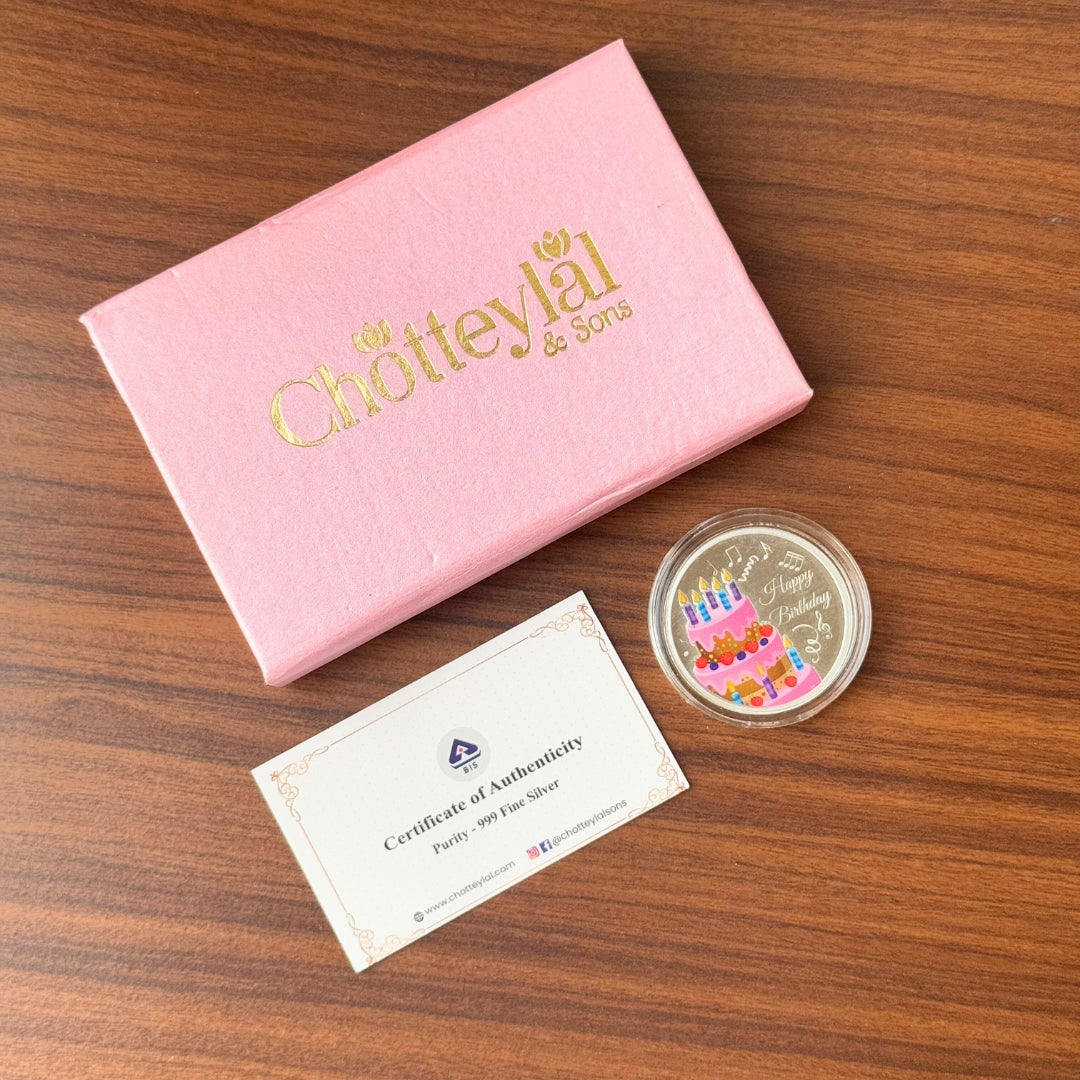 Chotteylal
& Sons
Happy
Birthday
BIS
Certificate of Authenticity
Purity - 999 Fine Silver
www.chotteylal.com @chotteylalsons